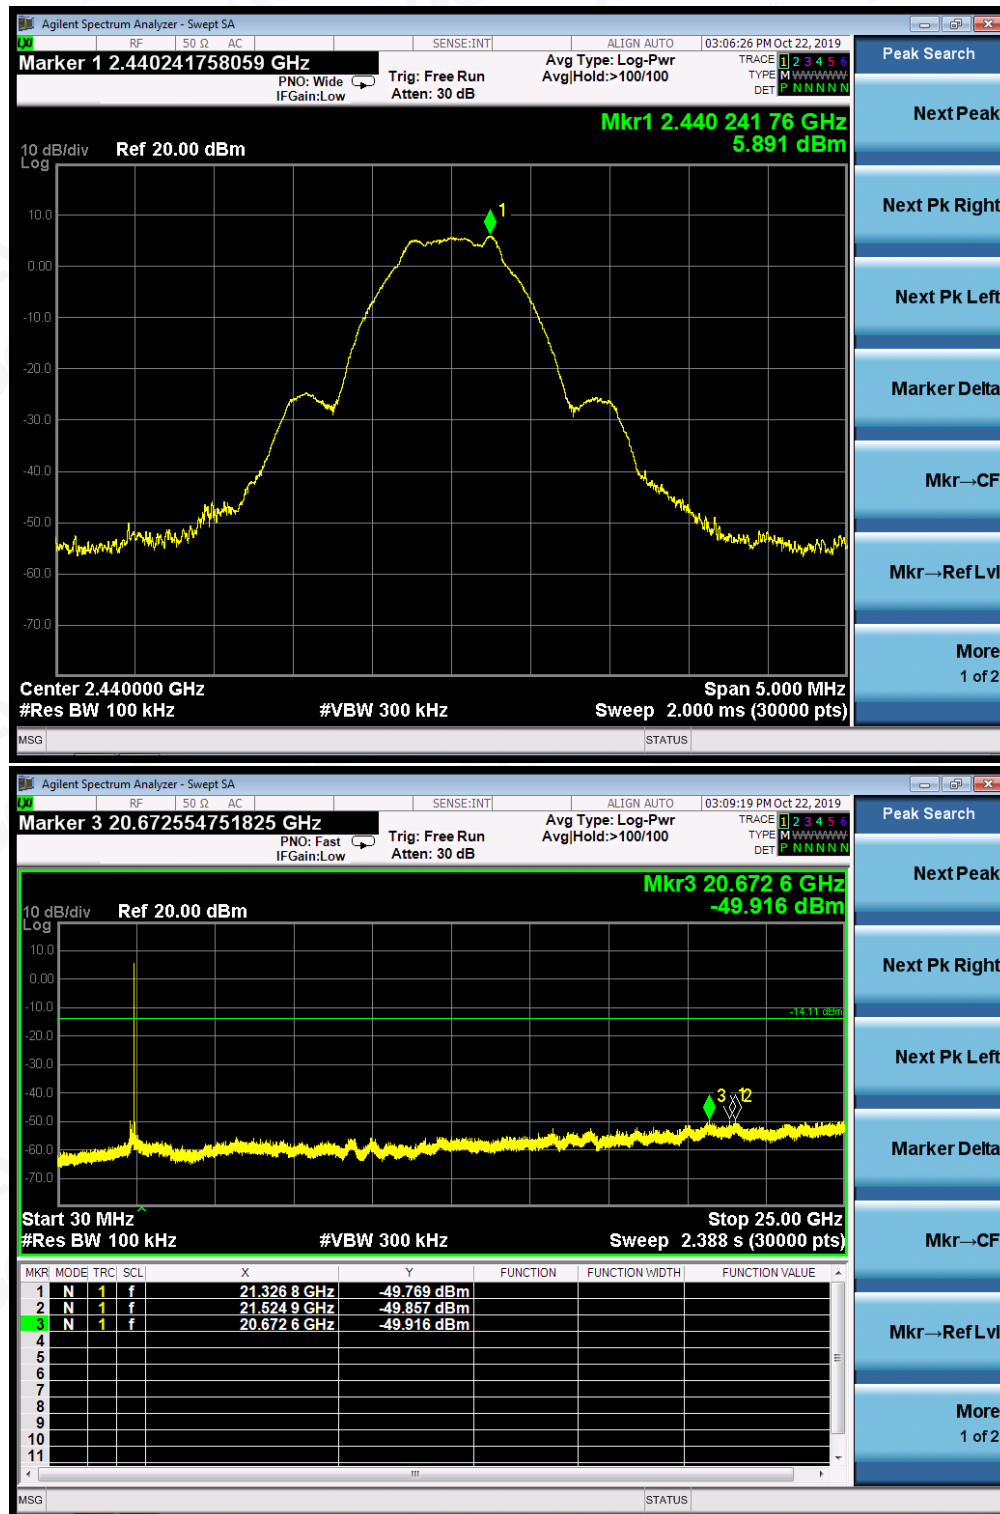 Agilent Spectrum Analyzer - Swept SA
LXI RF 50 Ω AC SENSE:INT ALIGN AUTO 03:06:26 PM Oct 22, 2019
Marker 1 2.440241758059 GHz
PNO: Wide
IFGain:Low
Trig: Free Run
Atten: 30 dB
Avg Type: Log-Pwr
Avg|Hold:>100/100
TRACE 1 2 3 4 5 6
TYPE M WWWWW
DET P N N N N N
Mkr1 2.440 241 76 GHz
5.891 dBm
10 dB/div Ref 20.00 dBm
Log
10.0
0.00
-10.0
-20.0
-30.0
-40.0
-50.0
-60.0
-70.0
1
Center 2.440000 GHz Span 5.000 MHz
#Res BW 100 kHz #VBW 300 kHz Sweep 2.000 ms (30000 pts)
MSG STATUS
Peak Search
Next Peak
Next Pk Right
Next Pk Left
Marker Delta
Mkr→CF
Mkr→Ref Lvl
More
1 of 2
Agilent Spectrum Analyzer - Swept SA
LXI RF 50 Ω AC SENSE:INT ALIGN AUTO 03:09:19 PM Oct 22, 2019
Marker 3 20.672554751825 GHz
PNO: Fast
IFGain:Low
Trig: Free Run
Atten: 30 dB
Avg Type: Log-Pwr
Avg|Hold:>100/100
TRACE 1 2 3 4 5 6
TYPE M WWWWW
DET P N N N N N
Mkr3 20.672 6 GHz
-49.916 dBm
10 dB/div Ref 20.00 dBm
Log
10.0
0.00
-10.0
-20.0
-30.0
-40.0
-50.0
-60.0
-70.0
-14.11 dBm
3 1 2
Start 30 MHz Stop 25.00 GHz
#Res BW 100 kHz #VBW 300 kHz Sweep 2.388 s (30000 pts)
MKR MODE TRC SCL X Y FUNCTION FUNCTION WIDTH FUNCTION VALUE
1 N 1 f 21.326 8 GHz -49.769 dBm
2 N 1 f 21.524 9 GHz -49.857 dBm
3 N 1 f 20.672 6 GHz -49.916 dBm
4
5
6
7
8
9
10
11
MSG STATUS
Peak Search
Next Peak
Next Pk Right
Next Pk Left
Marker Delta
Mkr→CF
Mkr→Ref Lvl
More
1 of 2